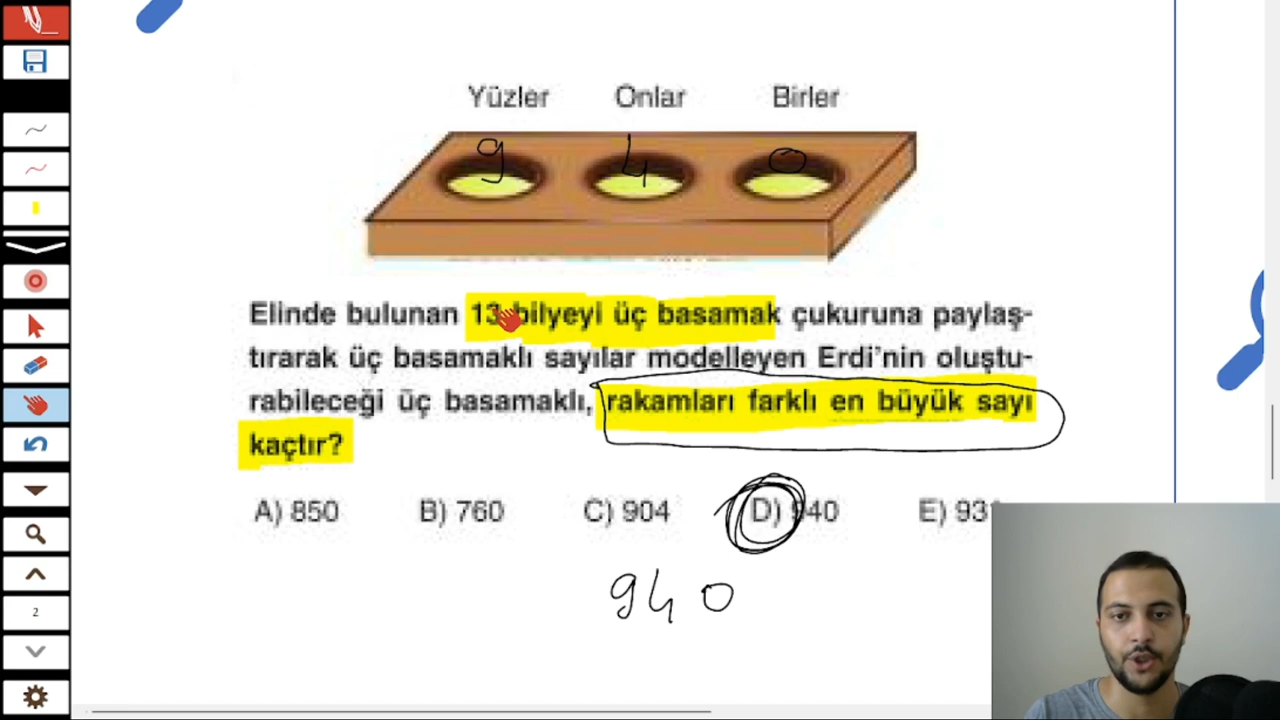 Yüzler Onlar Birler
9 4 0
Elinde bulunan 13 bilyeyi üç basamak çukuruna paylaş-
tırarak üç basamaklı sayılar modelleyen Erdi'nin oluştu-
rabileceği üç basamaklı, rakamları farklı en büyük sayı
kaçtır?
A) 850 B) 760 C) 904 D) 940 E) 931
940
2